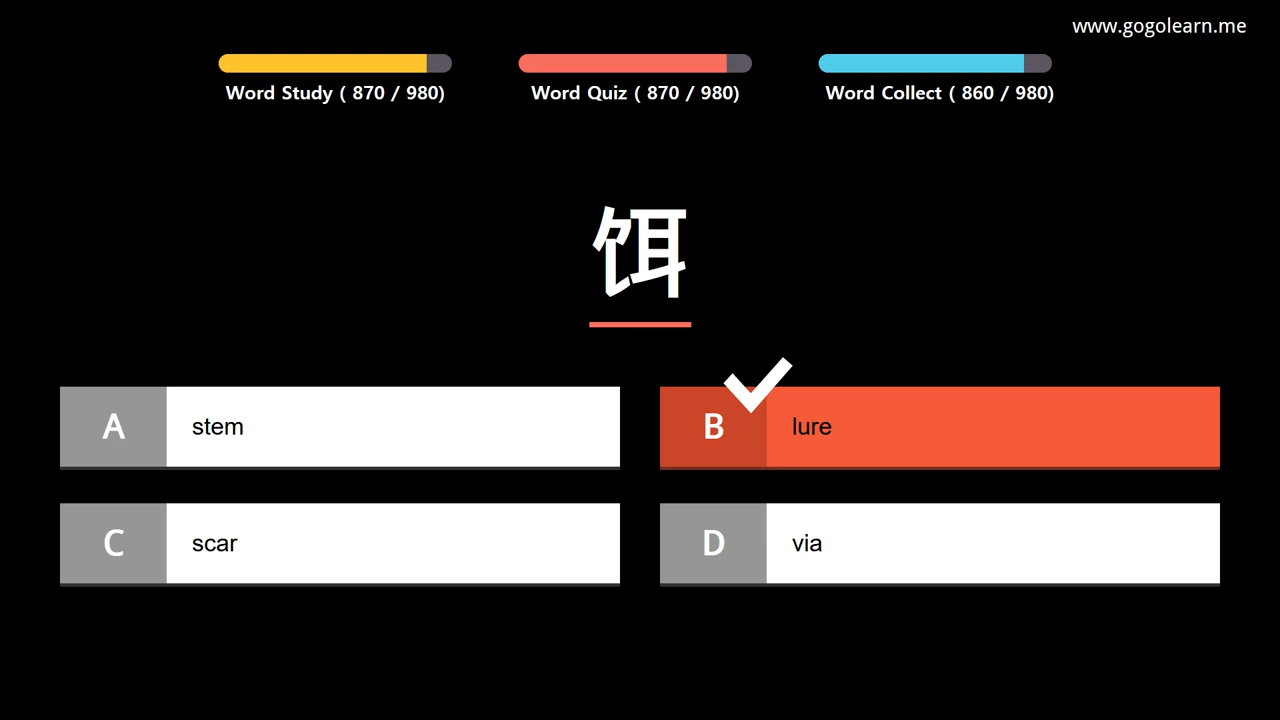 www.gogolearn.me
Word Study ( 870 / 980)
Word Quiz ( 870 / 980)
Word Collect ( 860 / 980)
饵
A stem
B lure
C scar
D via